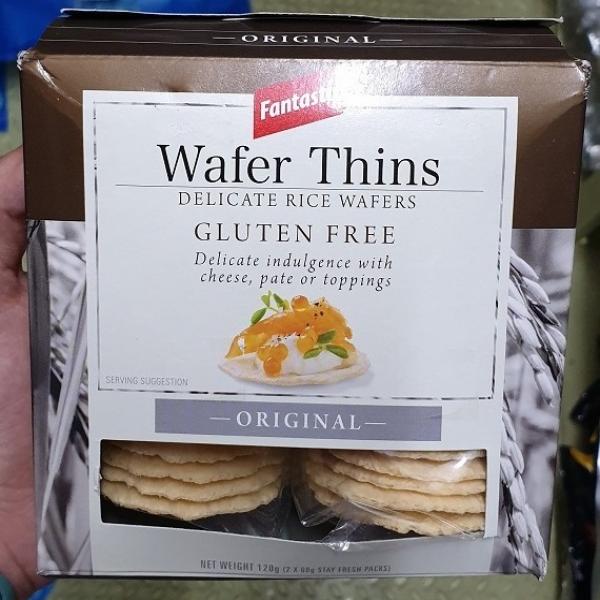 —ORIGINAL—
Wafer Thins
DELICATE RICE WAFERS
GLUTEN FREE
Delicate indulgence with
cheese, pate or toppings
SERVING SUGGESTION
—ORIGINAL—
NET WEIGHT 120g (2 X 60g STAY FRESH PACKS)